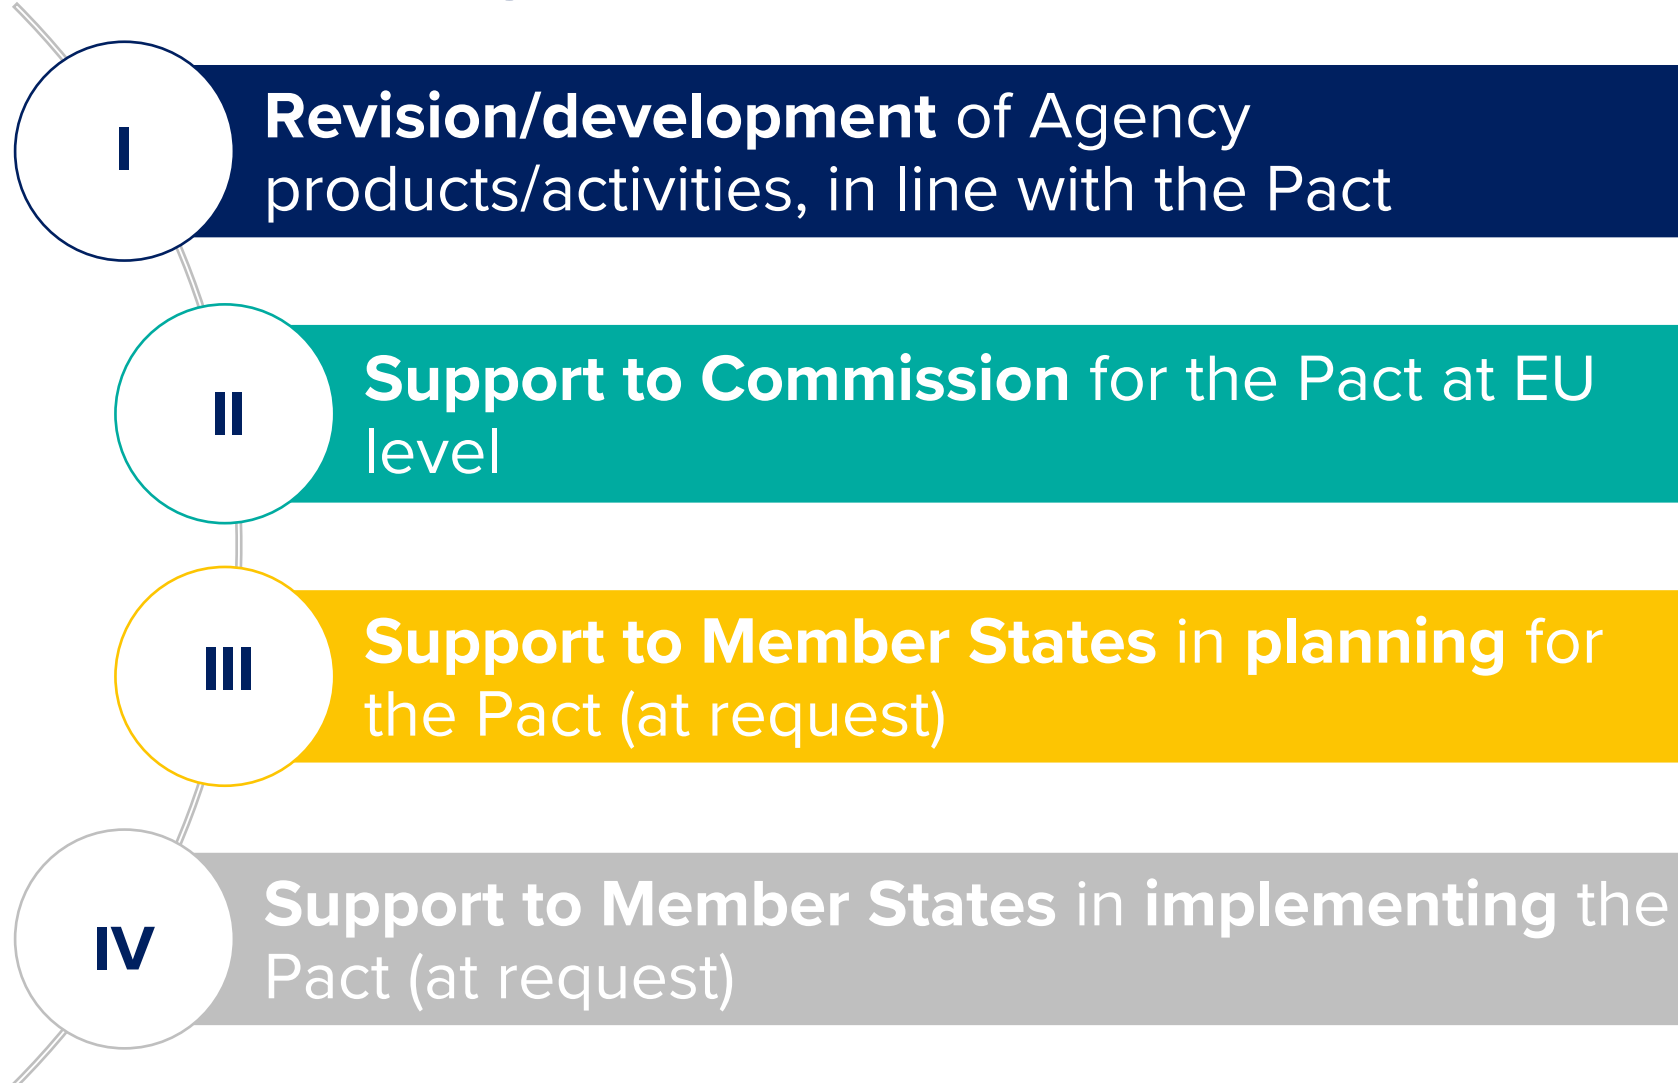 I
Revision/development of Agency
products/activities, in line with the Pact
II
Support to Commission for the Pact at EU
level
III
Support to Member States in planning for
the Pact (at request)
IV
Support to Member States in implementing the
Pact (at request)